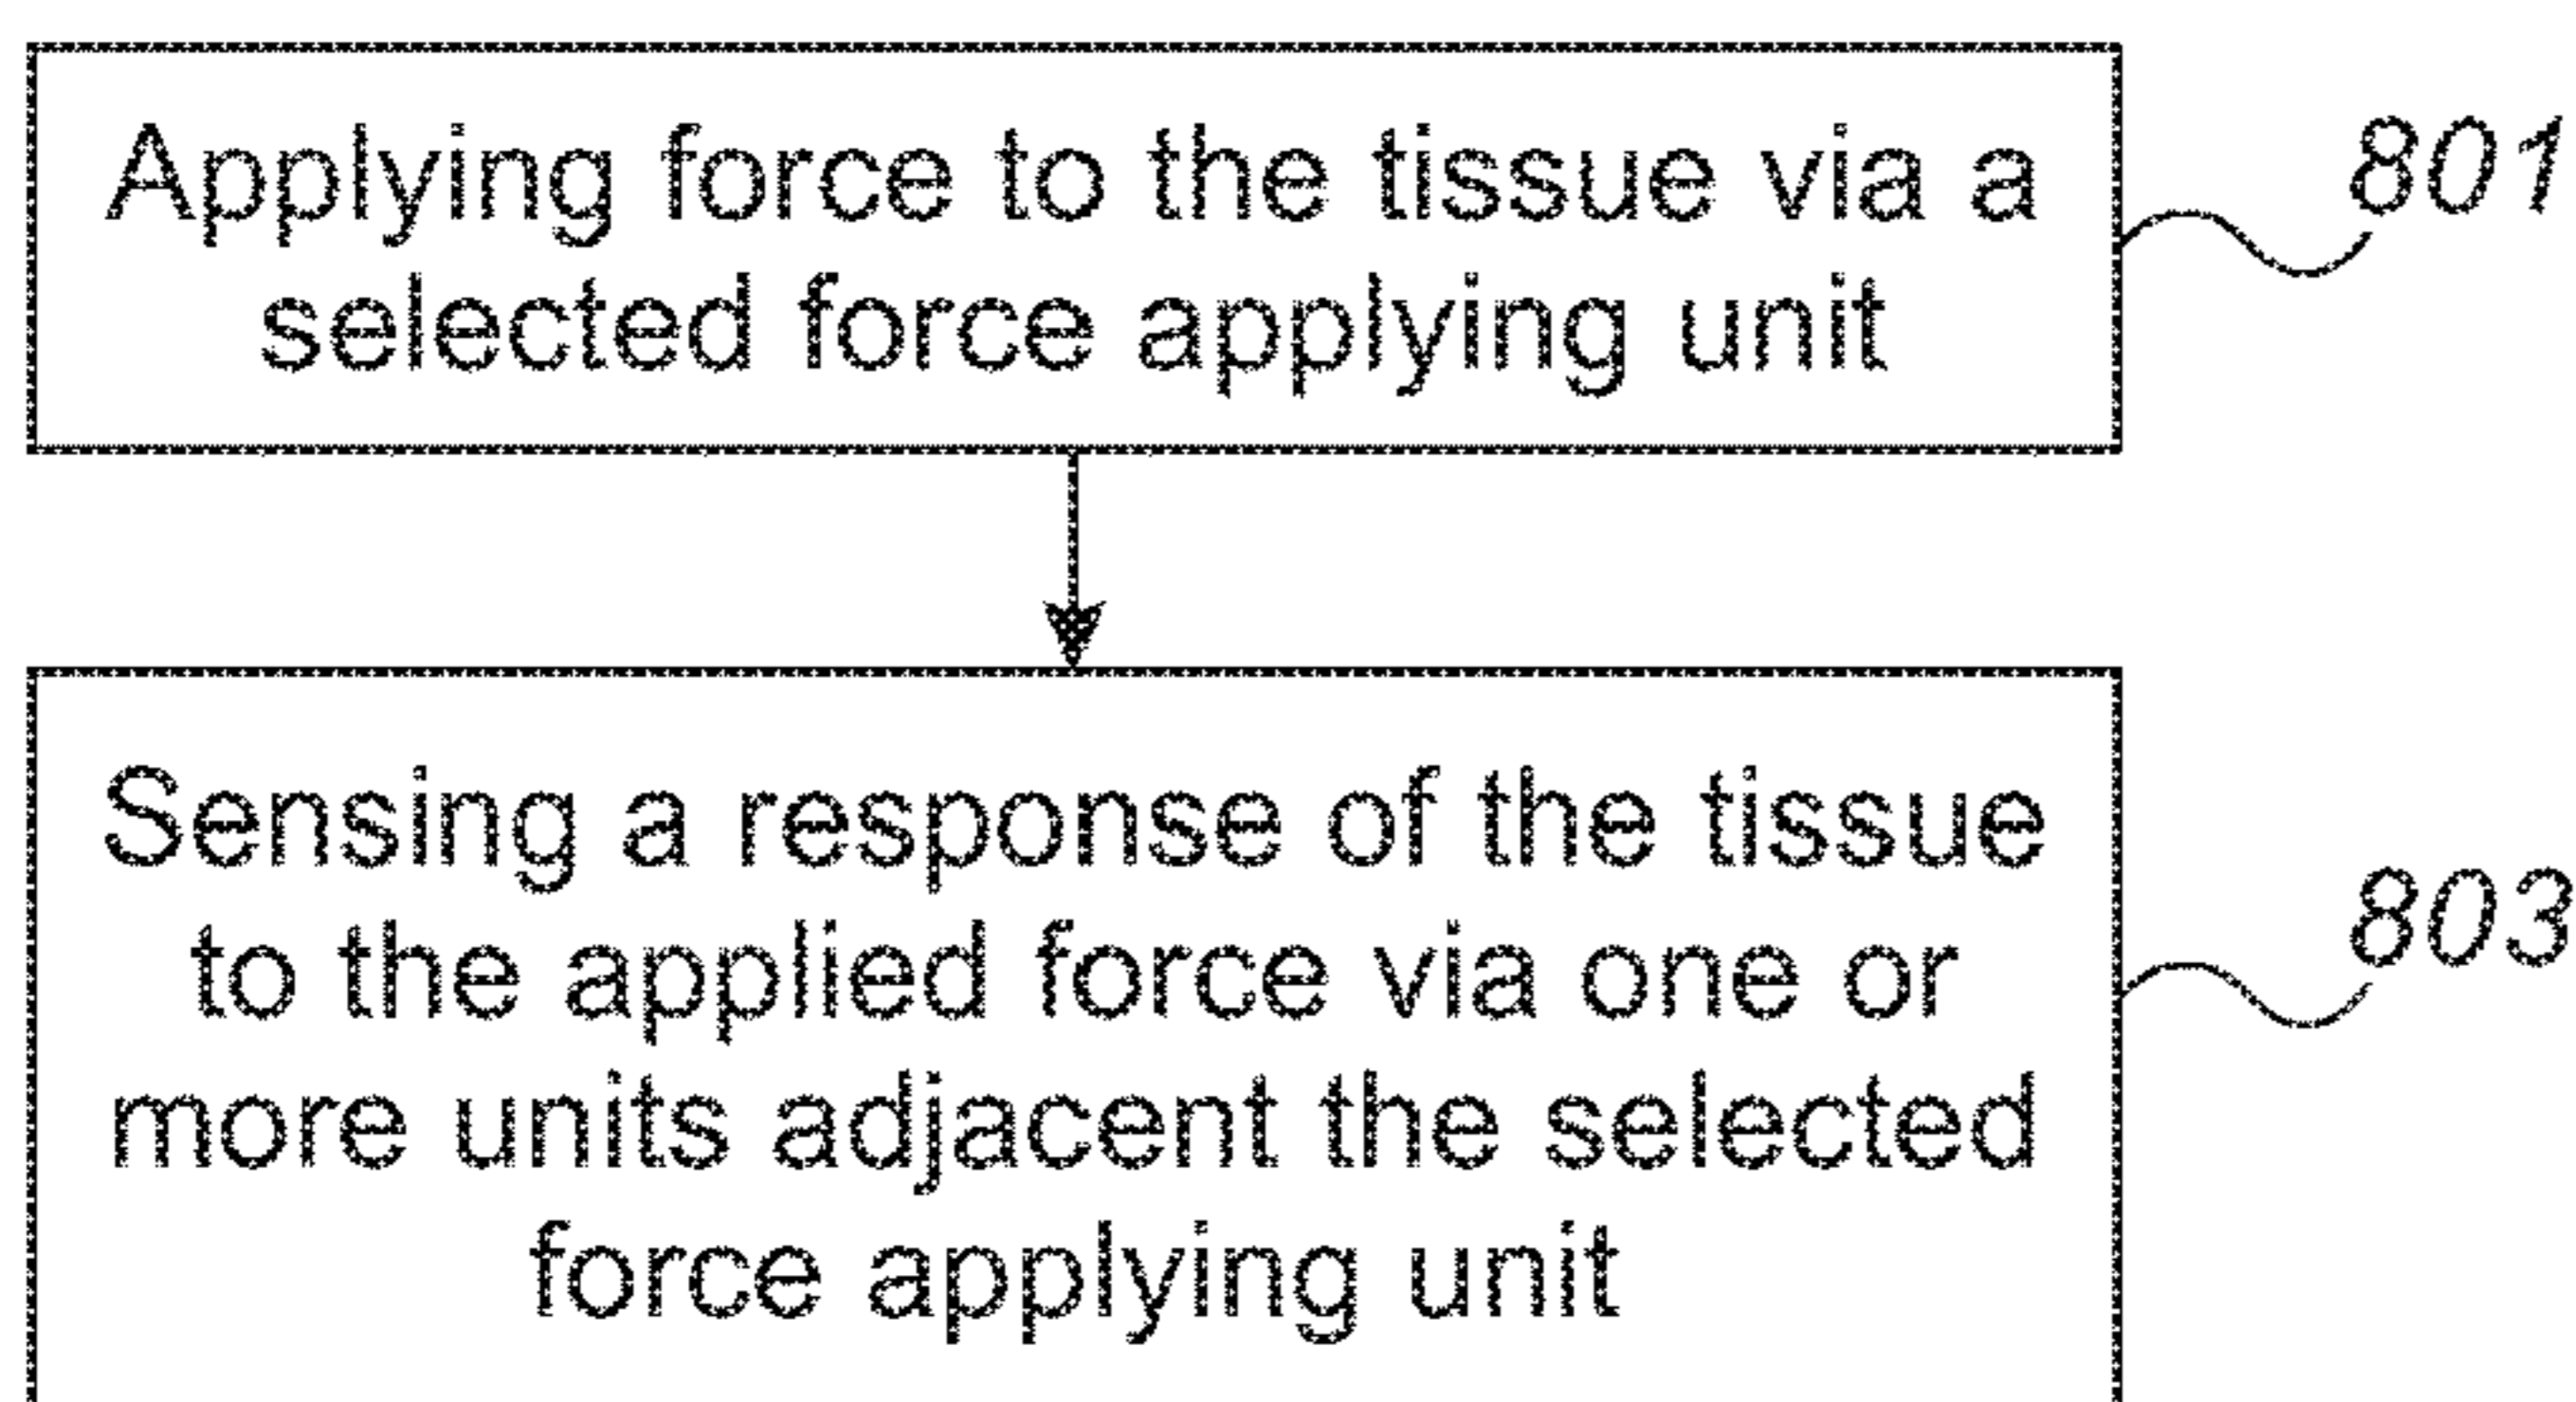 Applying force to the tissue via a
selected force applying unit
801
Sensing a response of the tissue
to the applied force via one or
more units adjacent the selected
force applying unit
803